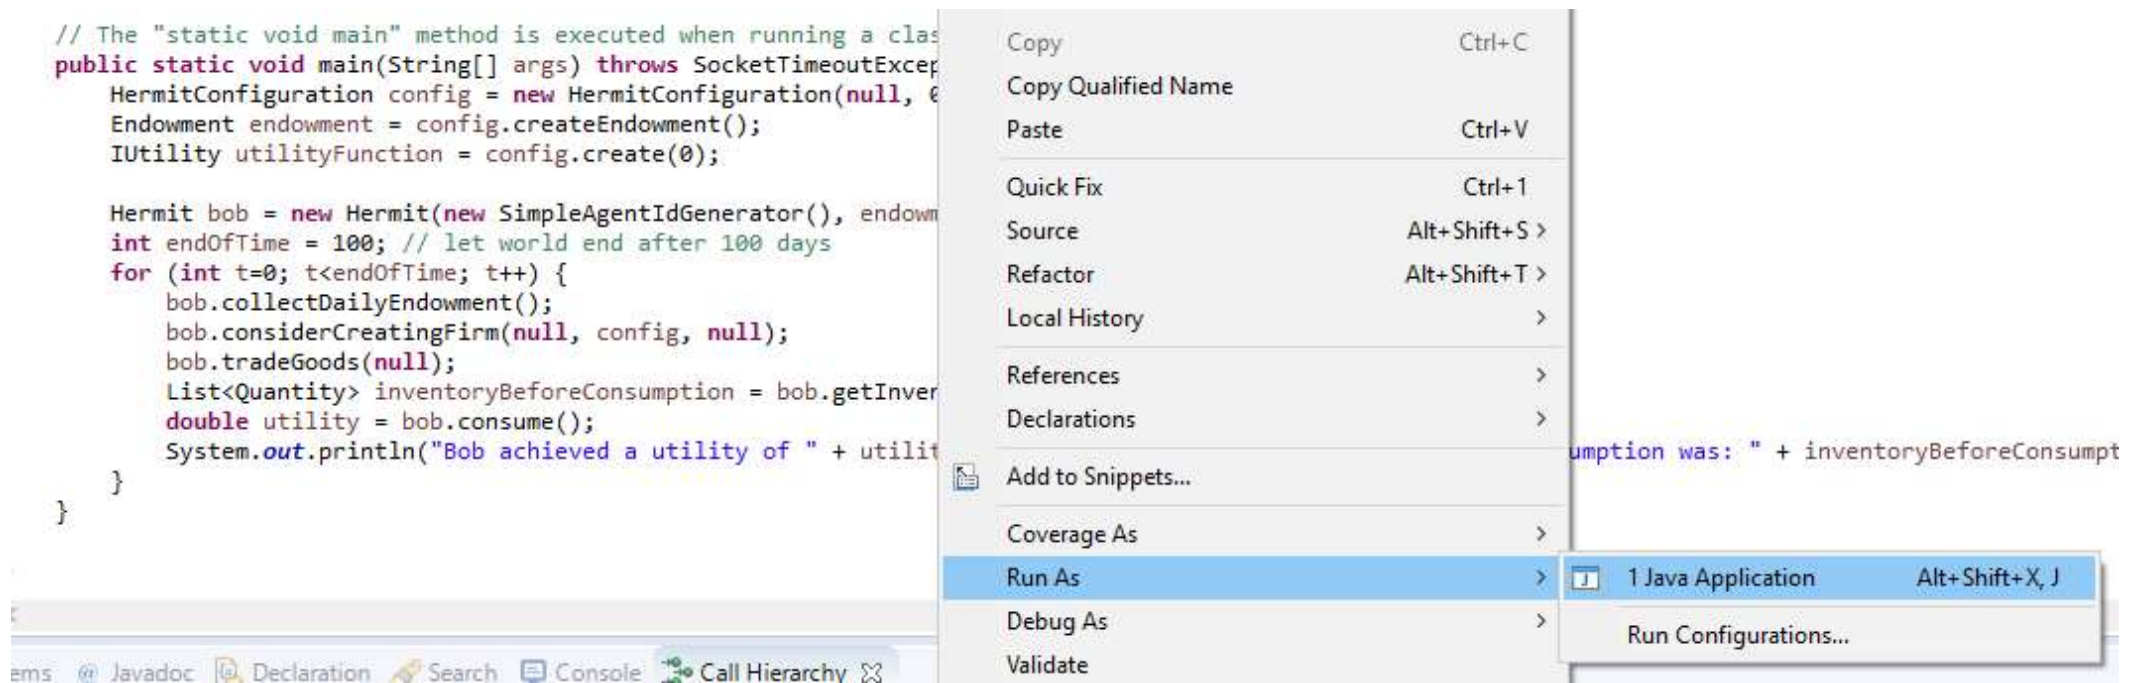 // The "static void main" method is executed when running a clas
public static void main(String[] args) throws SocketTimeoutExcep
HermitConfiguration config = new HermitConfiguration(null, 0
Endowment endowment = config.createEndowment();
IUtility utilityFunction = config.create(0);
Hermit bob = new Hermit(new SimpleAgentIdGenerator(), endown
int endOfTime = 100; // let world end after 100 days
for (int t=0; t<endOfTime; t++) {
bob.collectDailyEndowment();
bob.considerCreatingFirm(null, config, null);
bob.tradeGoods(null);
List<Quantity> inventoryBeforeConsumption = bob.getInver
double utility = bob.consume();
System.out.println("Bob achieved a utility of " + utilit
umption was: " + inventoryBeforeConsumpt
}
}
Copy Ctrl+C
Copy Qualified Name
Paste Ctrl+V
Quick Fix Ctrl+1
Source Alt+Shift+S >
Refactor Alt+Shift+T >
Local History >
References >
Declarations >
Add to Snippets...
Coverage As >
Run As >
Debug As >
Validate
1 Java Application Alt+Shift+X, J
Run Configurations...
ems @ Javadoc Declaration Search Console Call Hierarchy